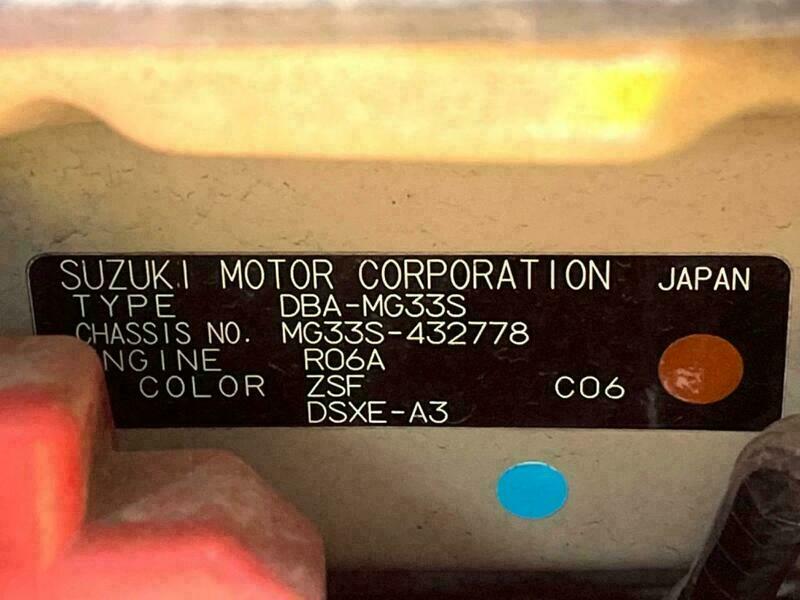 SUZUKI MOTOR CORPORATION JAPAN
TYPE DBA-MG33S
CHASSIS NO. MG33S-432778
NGINE R06A
COLOR ZSF C06
DSXE-A3